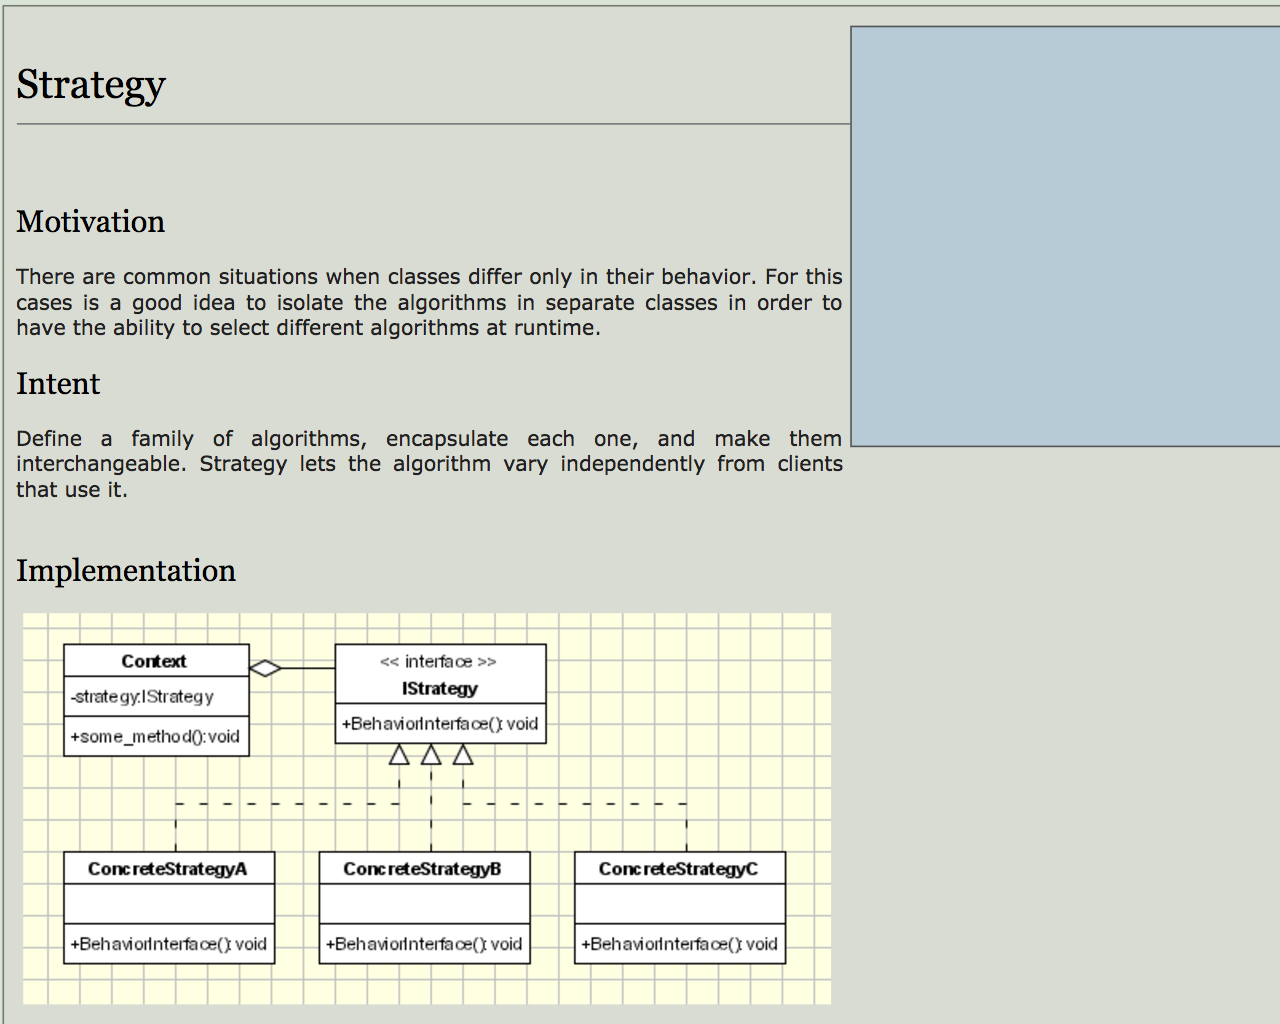 Strategy
Motivation
There are common situations when classes differ only in their behavior. For this
cases is a good idea to isolate the algorithms in separate classes in order to
have the ability to select different algorithms at runtime.
Intent
Define a family of algorithms, encapsulate each one, and make them
interchangeable. Strategy lets the algorithm vary independently from clients
that use it.
Implementation
Context
-strategy:IStrategy
+some_method():void
<< interface >>
IStrategy
+BehaviorInterface():void
ConcreteStrategyA
+BehaviorInterface():void
ConcreteStrategyB
+BehaviorInterface():void
ConcreteStrategyC
+BehaviorInterface():void